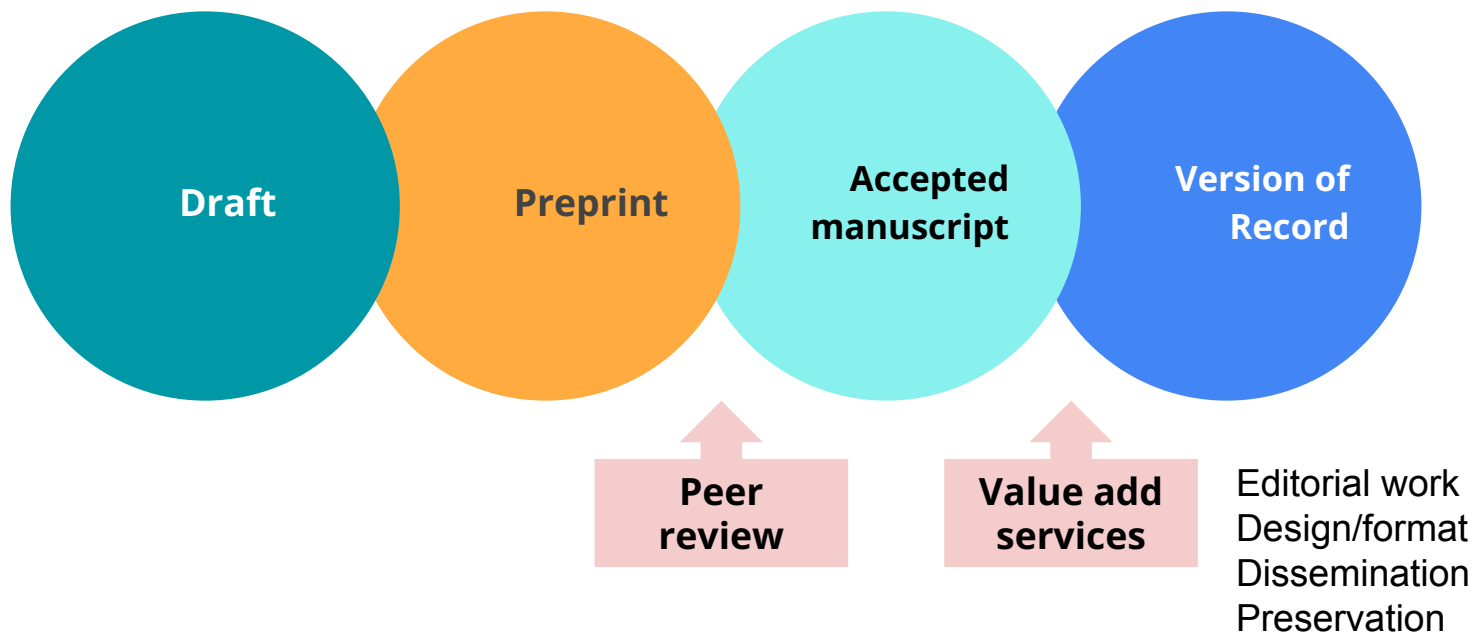 Draft
Preprint
Accepted
manuscript
Version of
Record
Peer
review
Value add
services
Editorial work
Design/format
Dissemination
Preservation